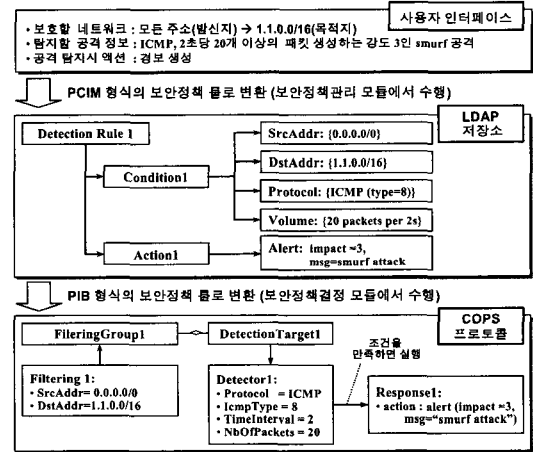 사용자 인터페이스
• 보호할 네트워크 : 모든 주소(발신지) → 1.1.0.0/16(목적지)
• 탐지할 공격 정보 : ICMP, 2초당 20개 이상의 패킷 생성하는 강도 3인 smurf 공격
• 공격 탐지시 액션 : 경보 생성
PCIM 형식의 보안정책 룰로 변환 (보안정책관리 모듈에서 수행)
LDAP
저장소
Detection Rule 1
Condition1
SrcAddr: {0.0.0.0/0}
DstAddr: {1.1.0.0/16}
Protocol: {ICMP (type=8)}
Volume: {20 packets per 2s}
Action1
Alert: impact =3,
msg=smurf attack
PIB 형식의 보안정책 룰로 변환 (보안정책결정 모듈에서 수행)
COPS
프로토콜
FileringGroup1
DetectionTarget1
조건을
만족하면 실행
Filtering 1:
• SrcAddr= 0.0.0.0/0
• DstAddr=1.1.0.0/16
Detector1:
• Protocol = ICMP
• IcmpType = 8
• TimeInterval = 2
• NbOfPackets = 20
Response1:
• action : alert (impact =3,
msg="smurf attack")